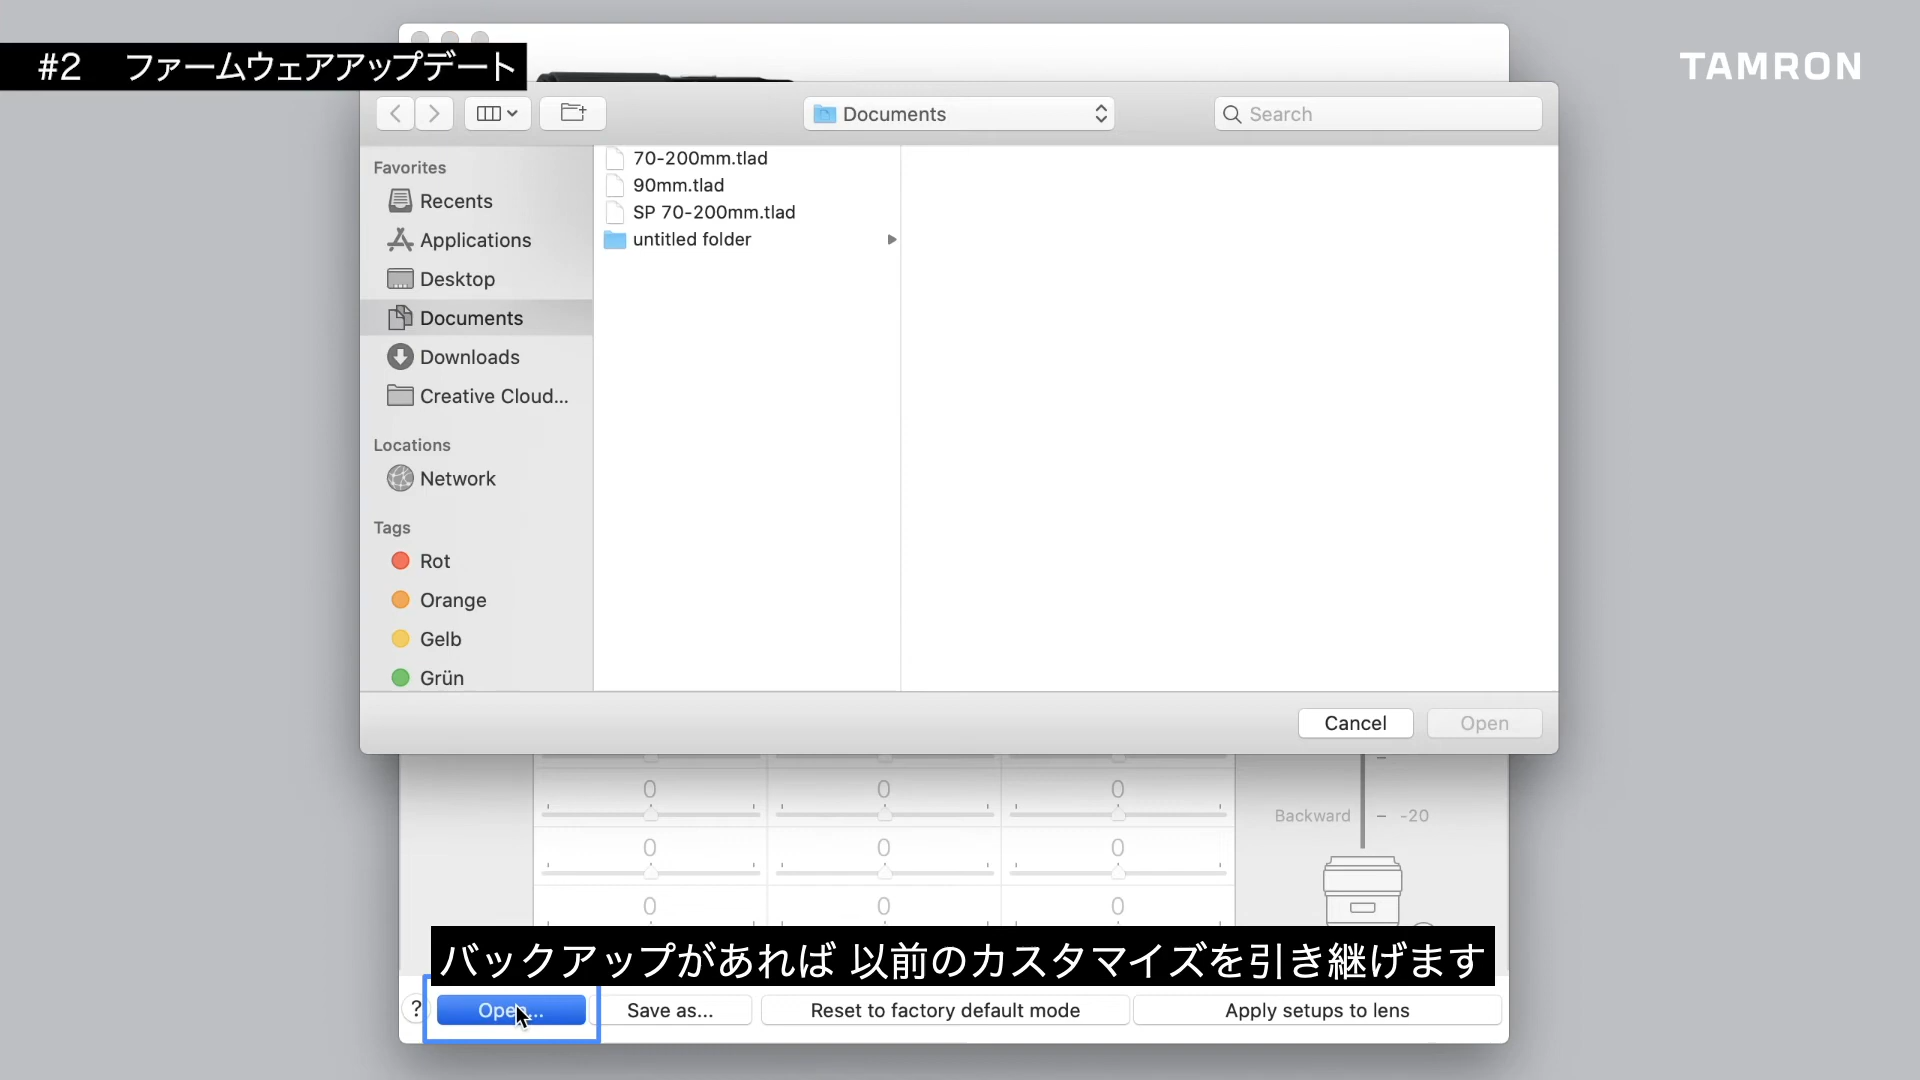 #2 ファームウェアアップデート
TAMRON
Documents
Search
Favorites
Recents
Applications
Desktop
Documents
Downloads
Creative Cloud...
Locations
Network
Tags
Rot
Orange
Gelb
Grün
70-200mm.tlad
90mm.tlad
SP 70-200mm.tlad
untitled folder
Cancel
Open
0 0 0
Backward -20
0 0 0
0 0 0
バックアップがあれば 以前のカスタマイズを引き継げます
?
Open...
Save as...
Reset to factory default mode
Apply setups to lens